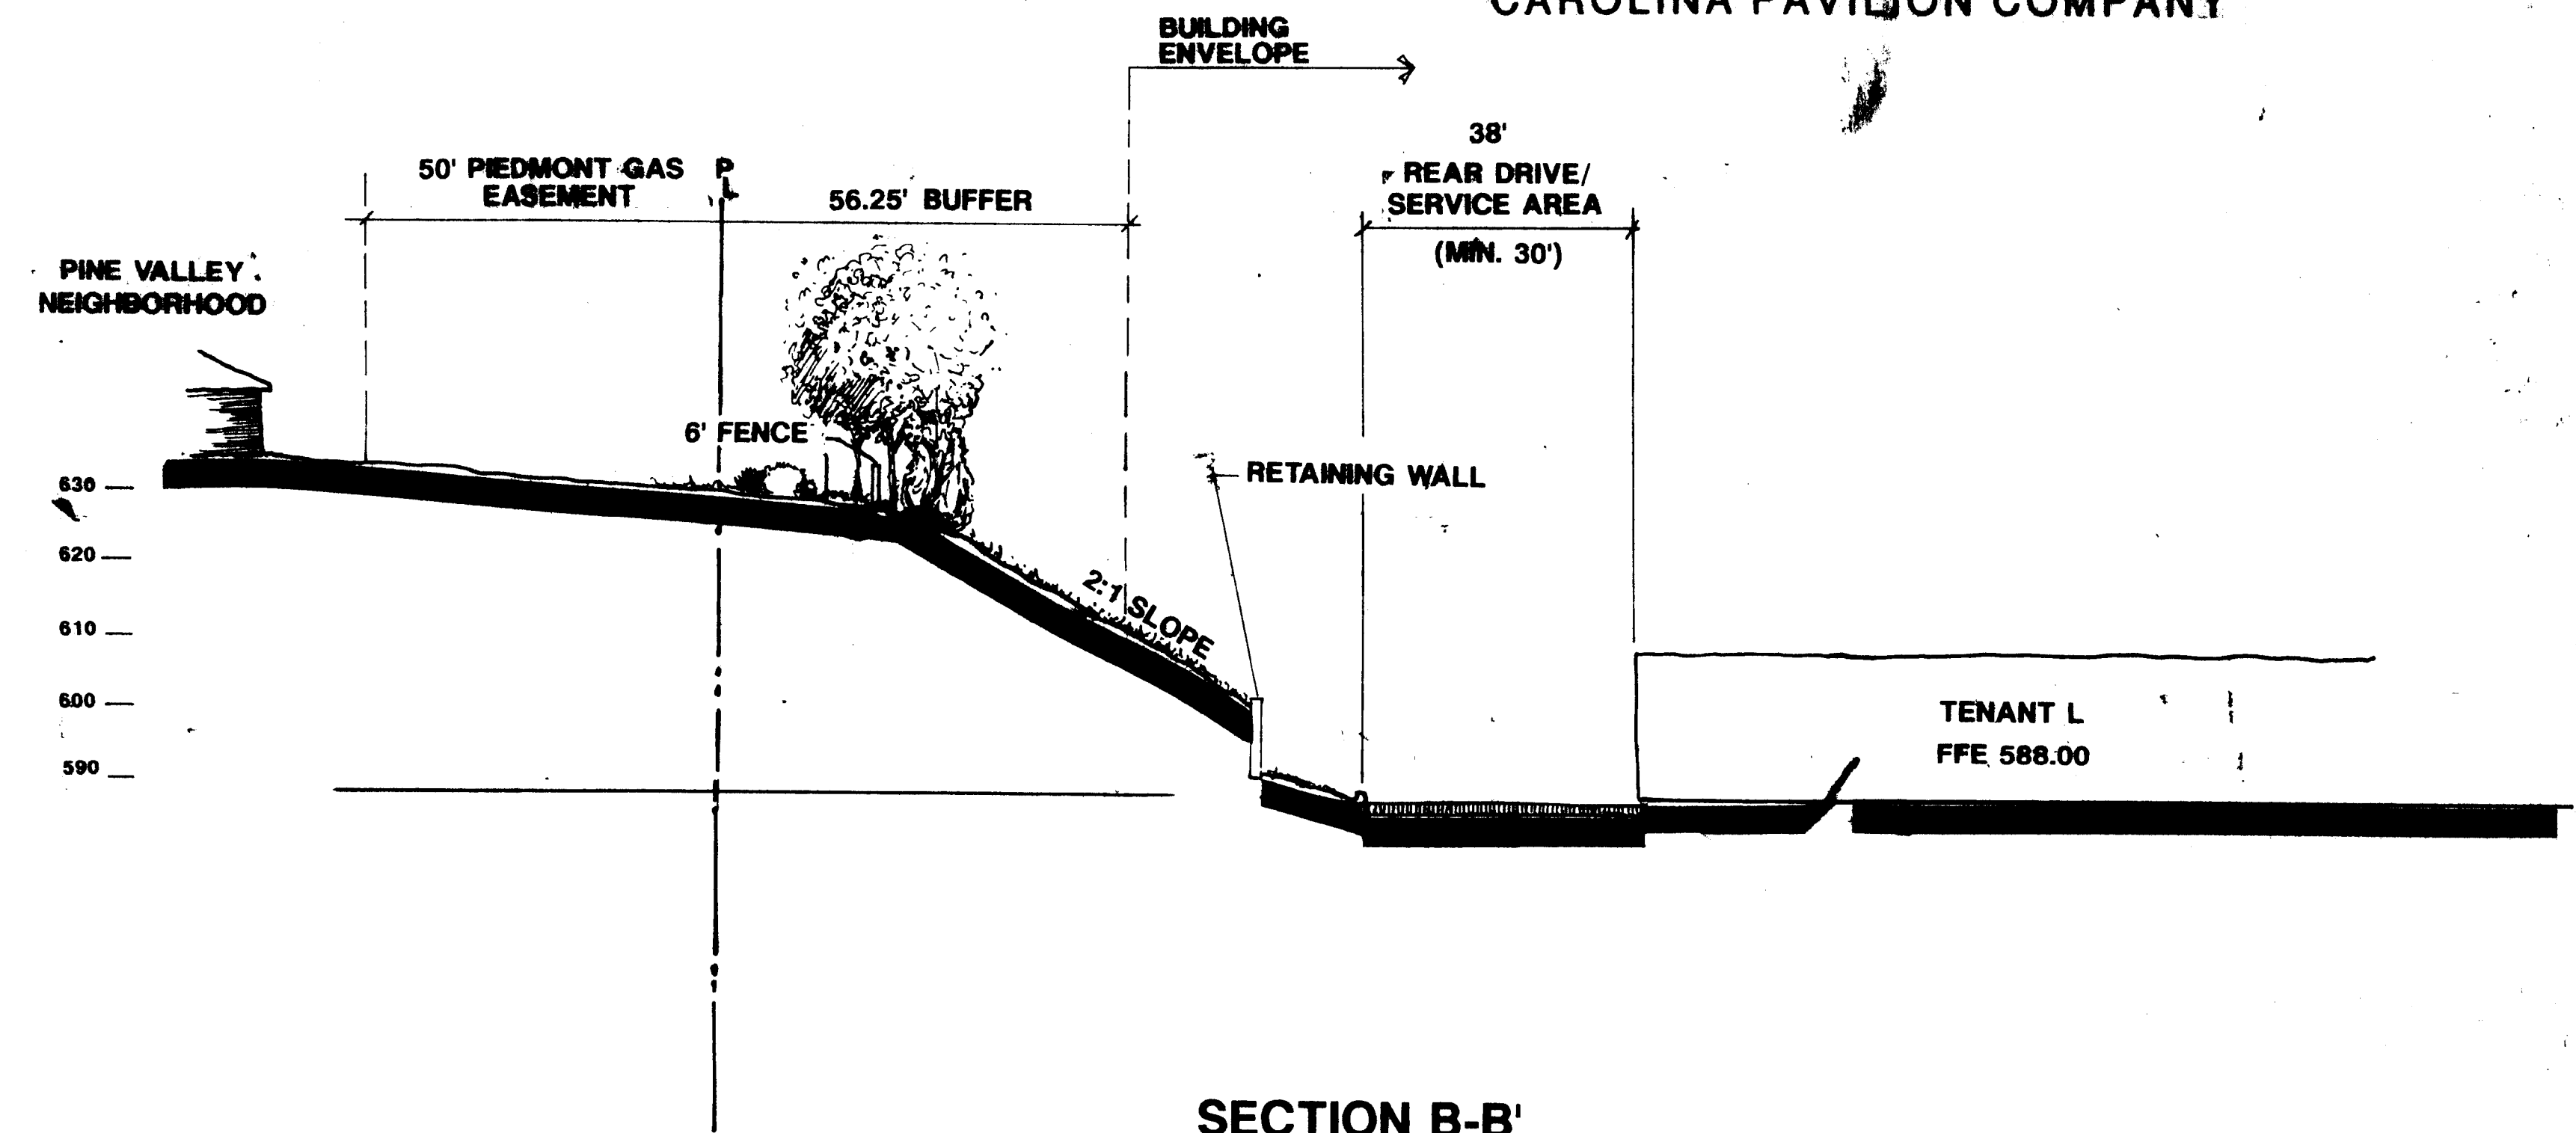 CAROLINA PAVILION COMPANY
BUILDING
ENVELOPE
38'
REAR DRIVE/
SERVICE AREA
(MIN. 30')
50' PIEDMONT GAS
EASEMENT
PL
56.25' BUFFER
PINE VALLEY
NEIGHBORHOOD
6' FENCE
RETAINING WALL
630
620
610
600
590
2:1 SLOPE
TENANT L
FFE 588.00
SECTION B-B'